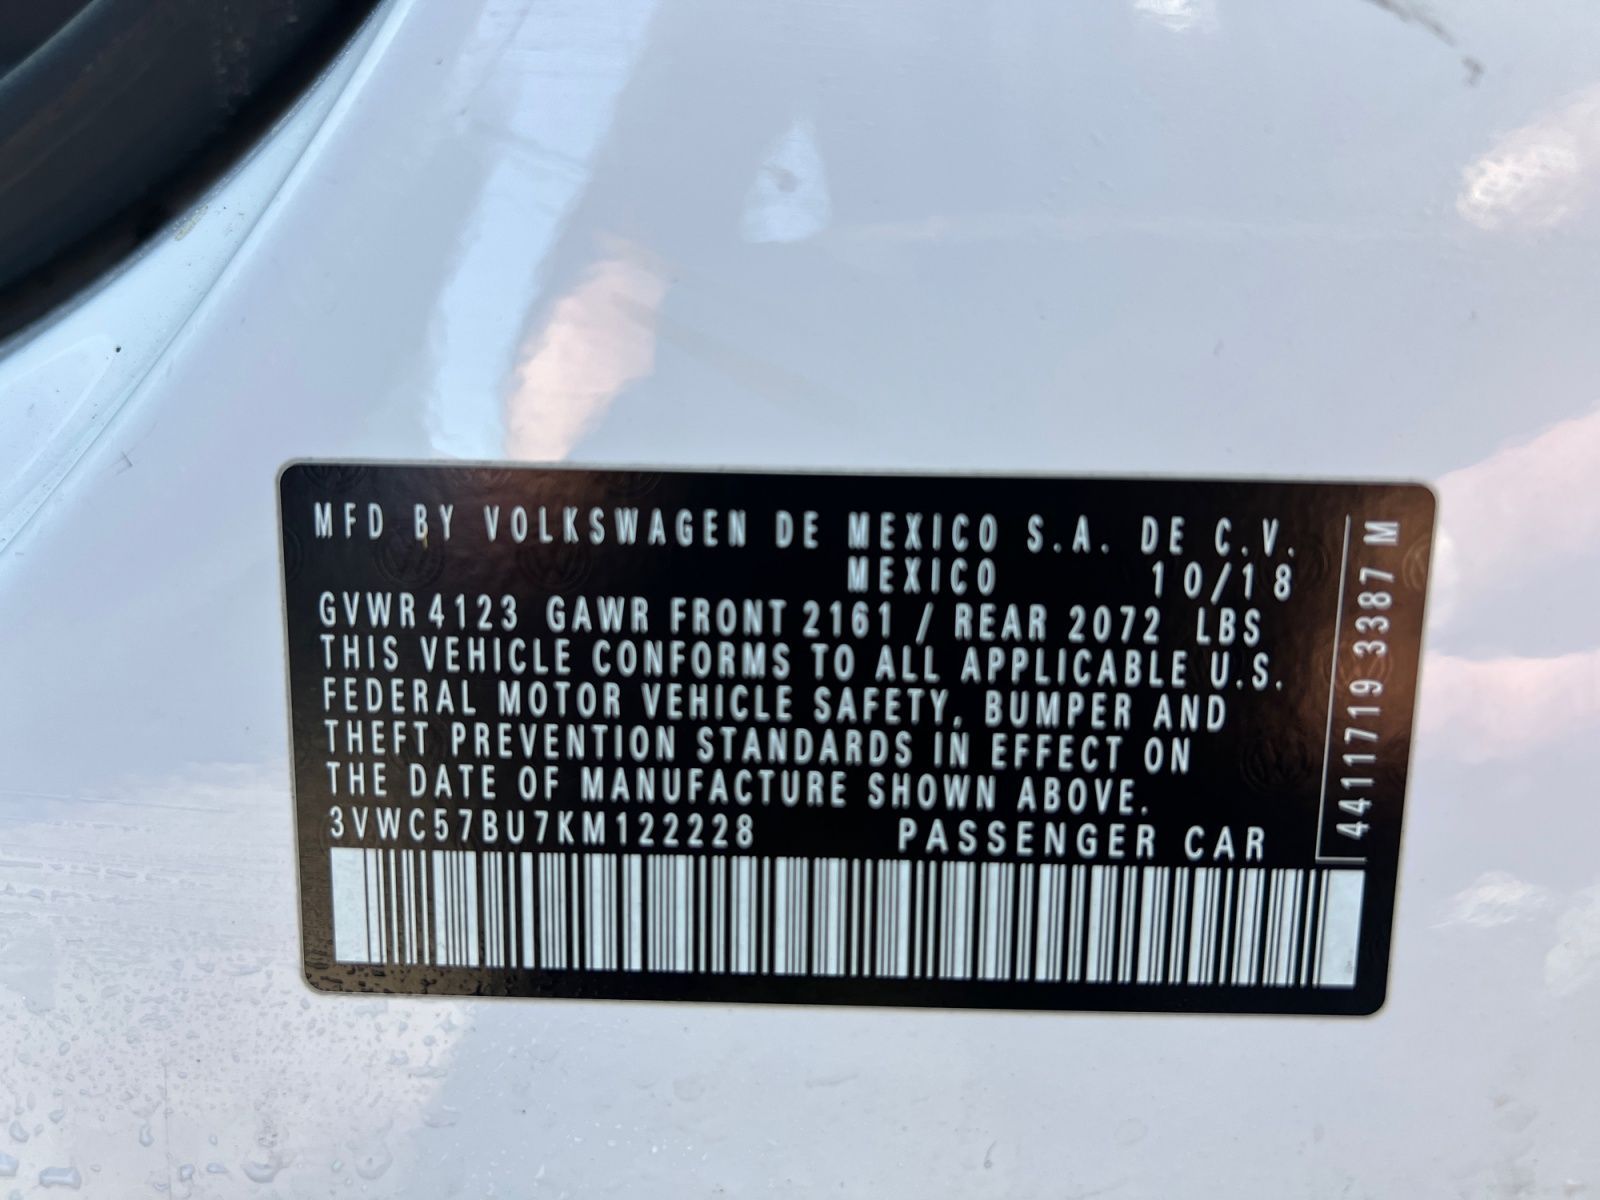 MFD BY VOLKSWAGEN DE MEXICO S.A. DE C.V.
MEXICO 10/18
GVWR 4123 GAWR FRONT 2161 / REAR 2072 LBS
THIS VEHICLE CONFORMS TO ALL APPLICABLE U.S.
FEDERAL MOTOR VEHICLE SAFETY, BUMPER AND
THEFT PREVENTION STANDARDS IN EFFECT ON
THE DATE OF MANUFACTURE SHOWN ABOVE.
3VWC57BU7KM122228 PASSENGER CAR
4411719 3387 M